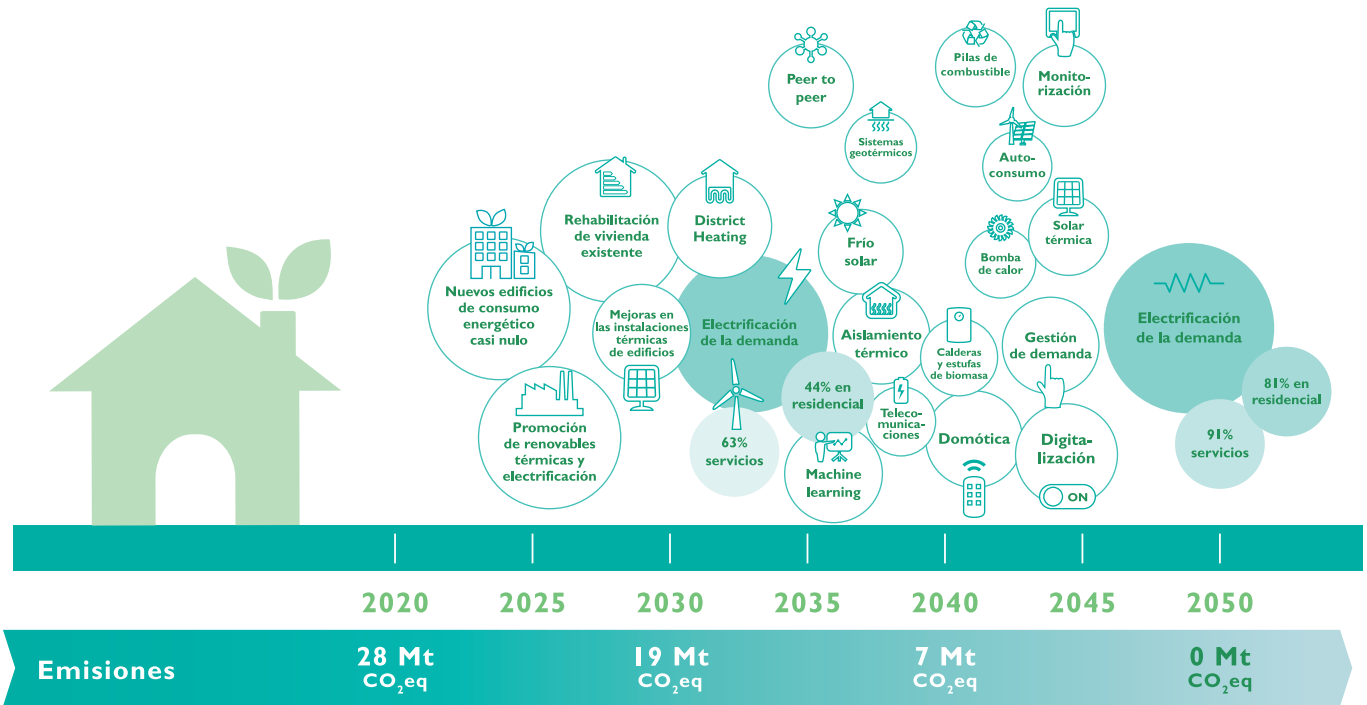 Peer to
peer
Pilas de
combustible
Monito-
rización
Sistemas
geotérmicos
Auto-
consumo
Rehabilitación
de vivienda
existente
District
Heating
Frío
solar
Solar
térmica
Bomba
de calor
Nuevos edificios
de consumo
energético
casi nulo
Mejoras en
las instalaciones
térmicas
de edificios
Electrificación
de la demanda
Aislamiento
térmico
Calderas
y estufas
de biomasa
Gestión
de demanda
Electrificación
de la demanda
44% en
residencial
81% en
residencial
Promoción
de renovables
térmicas y
electrificación
63%
servicios
Teleco-
municca-
ciones
Domótica
Digita-
lización
ON
91%
servicios
Machine
learning
2020
2025
2030
2035
2040
2045
2050
Emisiones
28 Mt
CO₂eq
19 Mt
CO₂eq
7 Mt
CO₂eq
0 Mt
CO₂eq